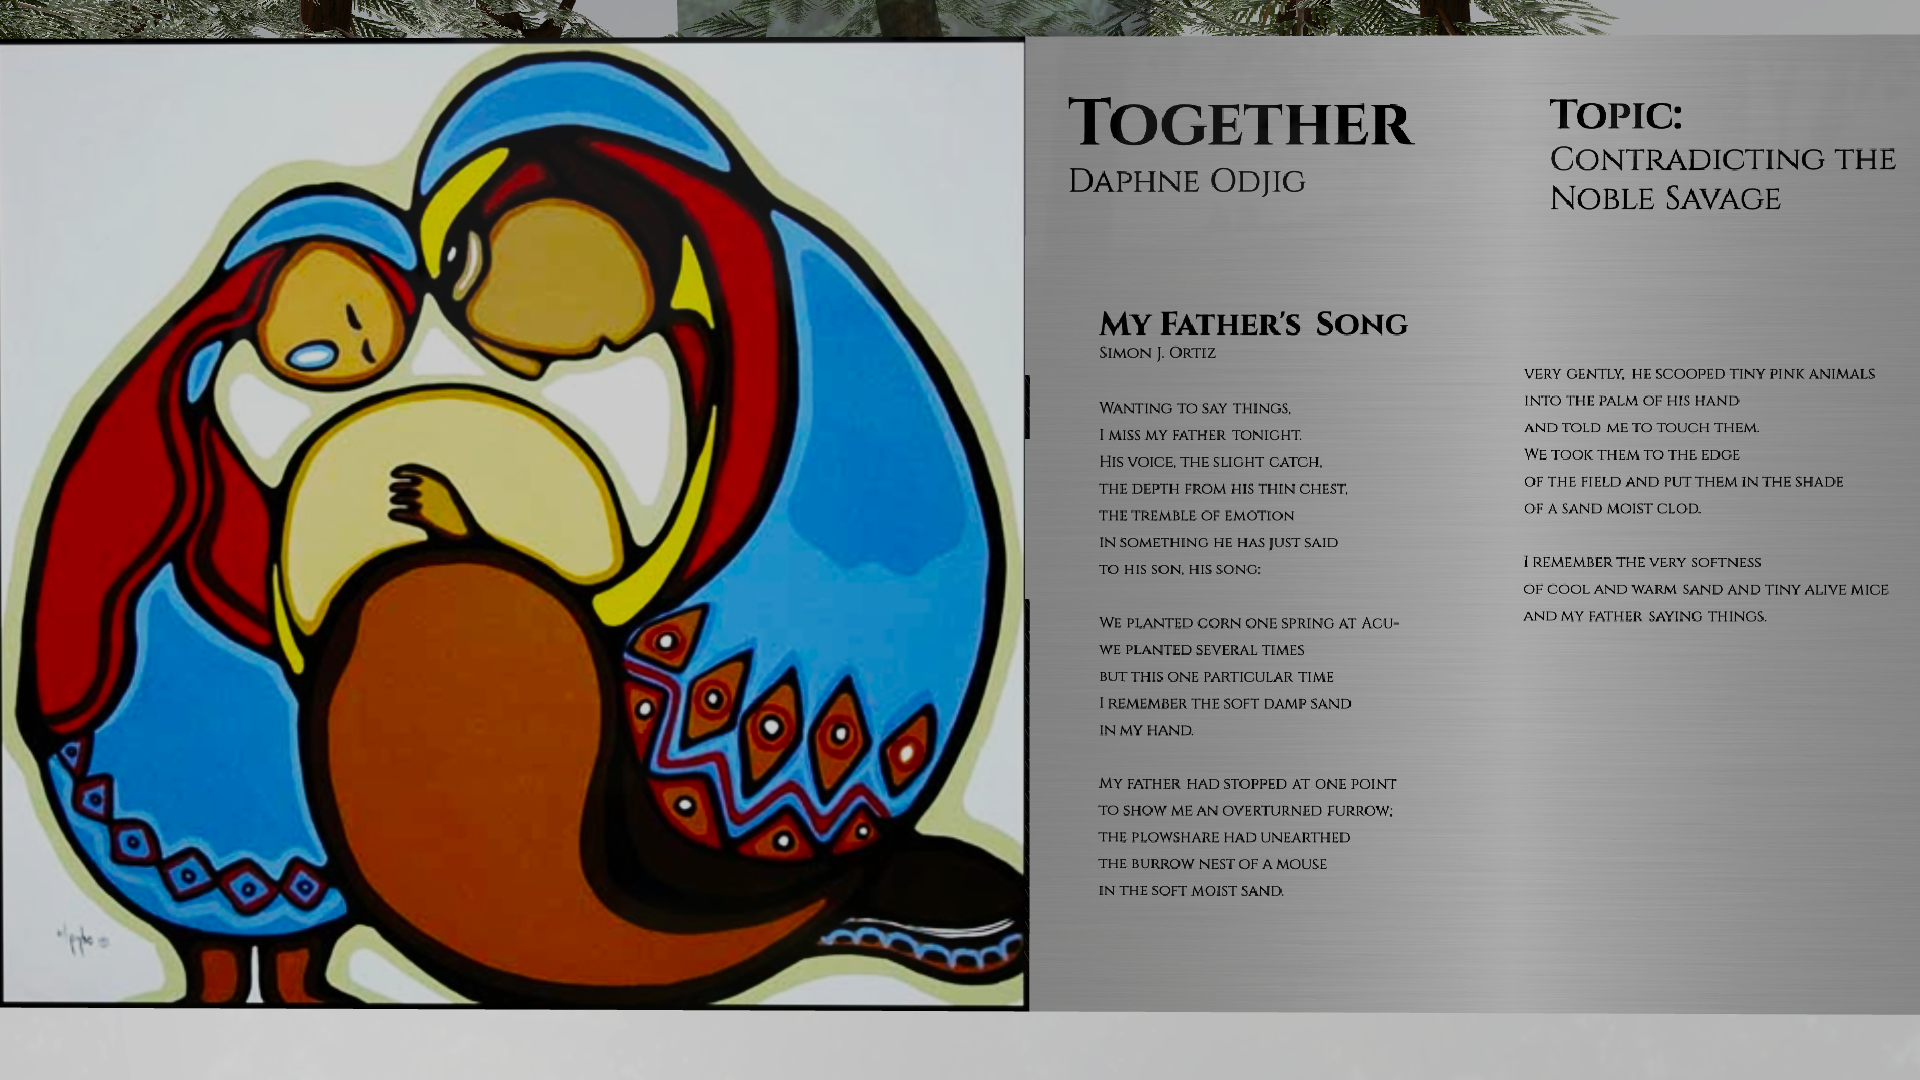 Together
Daphne Odjig
Topic:
Contradicting the
Noble Savage
My Father's Song
Simon J. Ortiz
Wanting to say things,
I miss my father tonight.
His voice, the slight catch,
the depth from his thin chest,
the tremble of emotion
in something he has just said
to his son, his song:
We planted corn one spring at Acu-
we planted several times
but this one particular time
I remember the soft damp sand
in my hand.
My father had stopped at one point
to show me an overturned furrow;
the plowshare had unearthed
the burrow nest of a mouse
in the soft moist sand.
Very gently, he scooped tiny pink animals
into the palm of his hand
and told me to touch them.
We took them to the edge
of the field and put them in the shade
of a sand moist clod.
I remember the very softness
of cool and warm sand and tiny alive mice
and my father saying things.